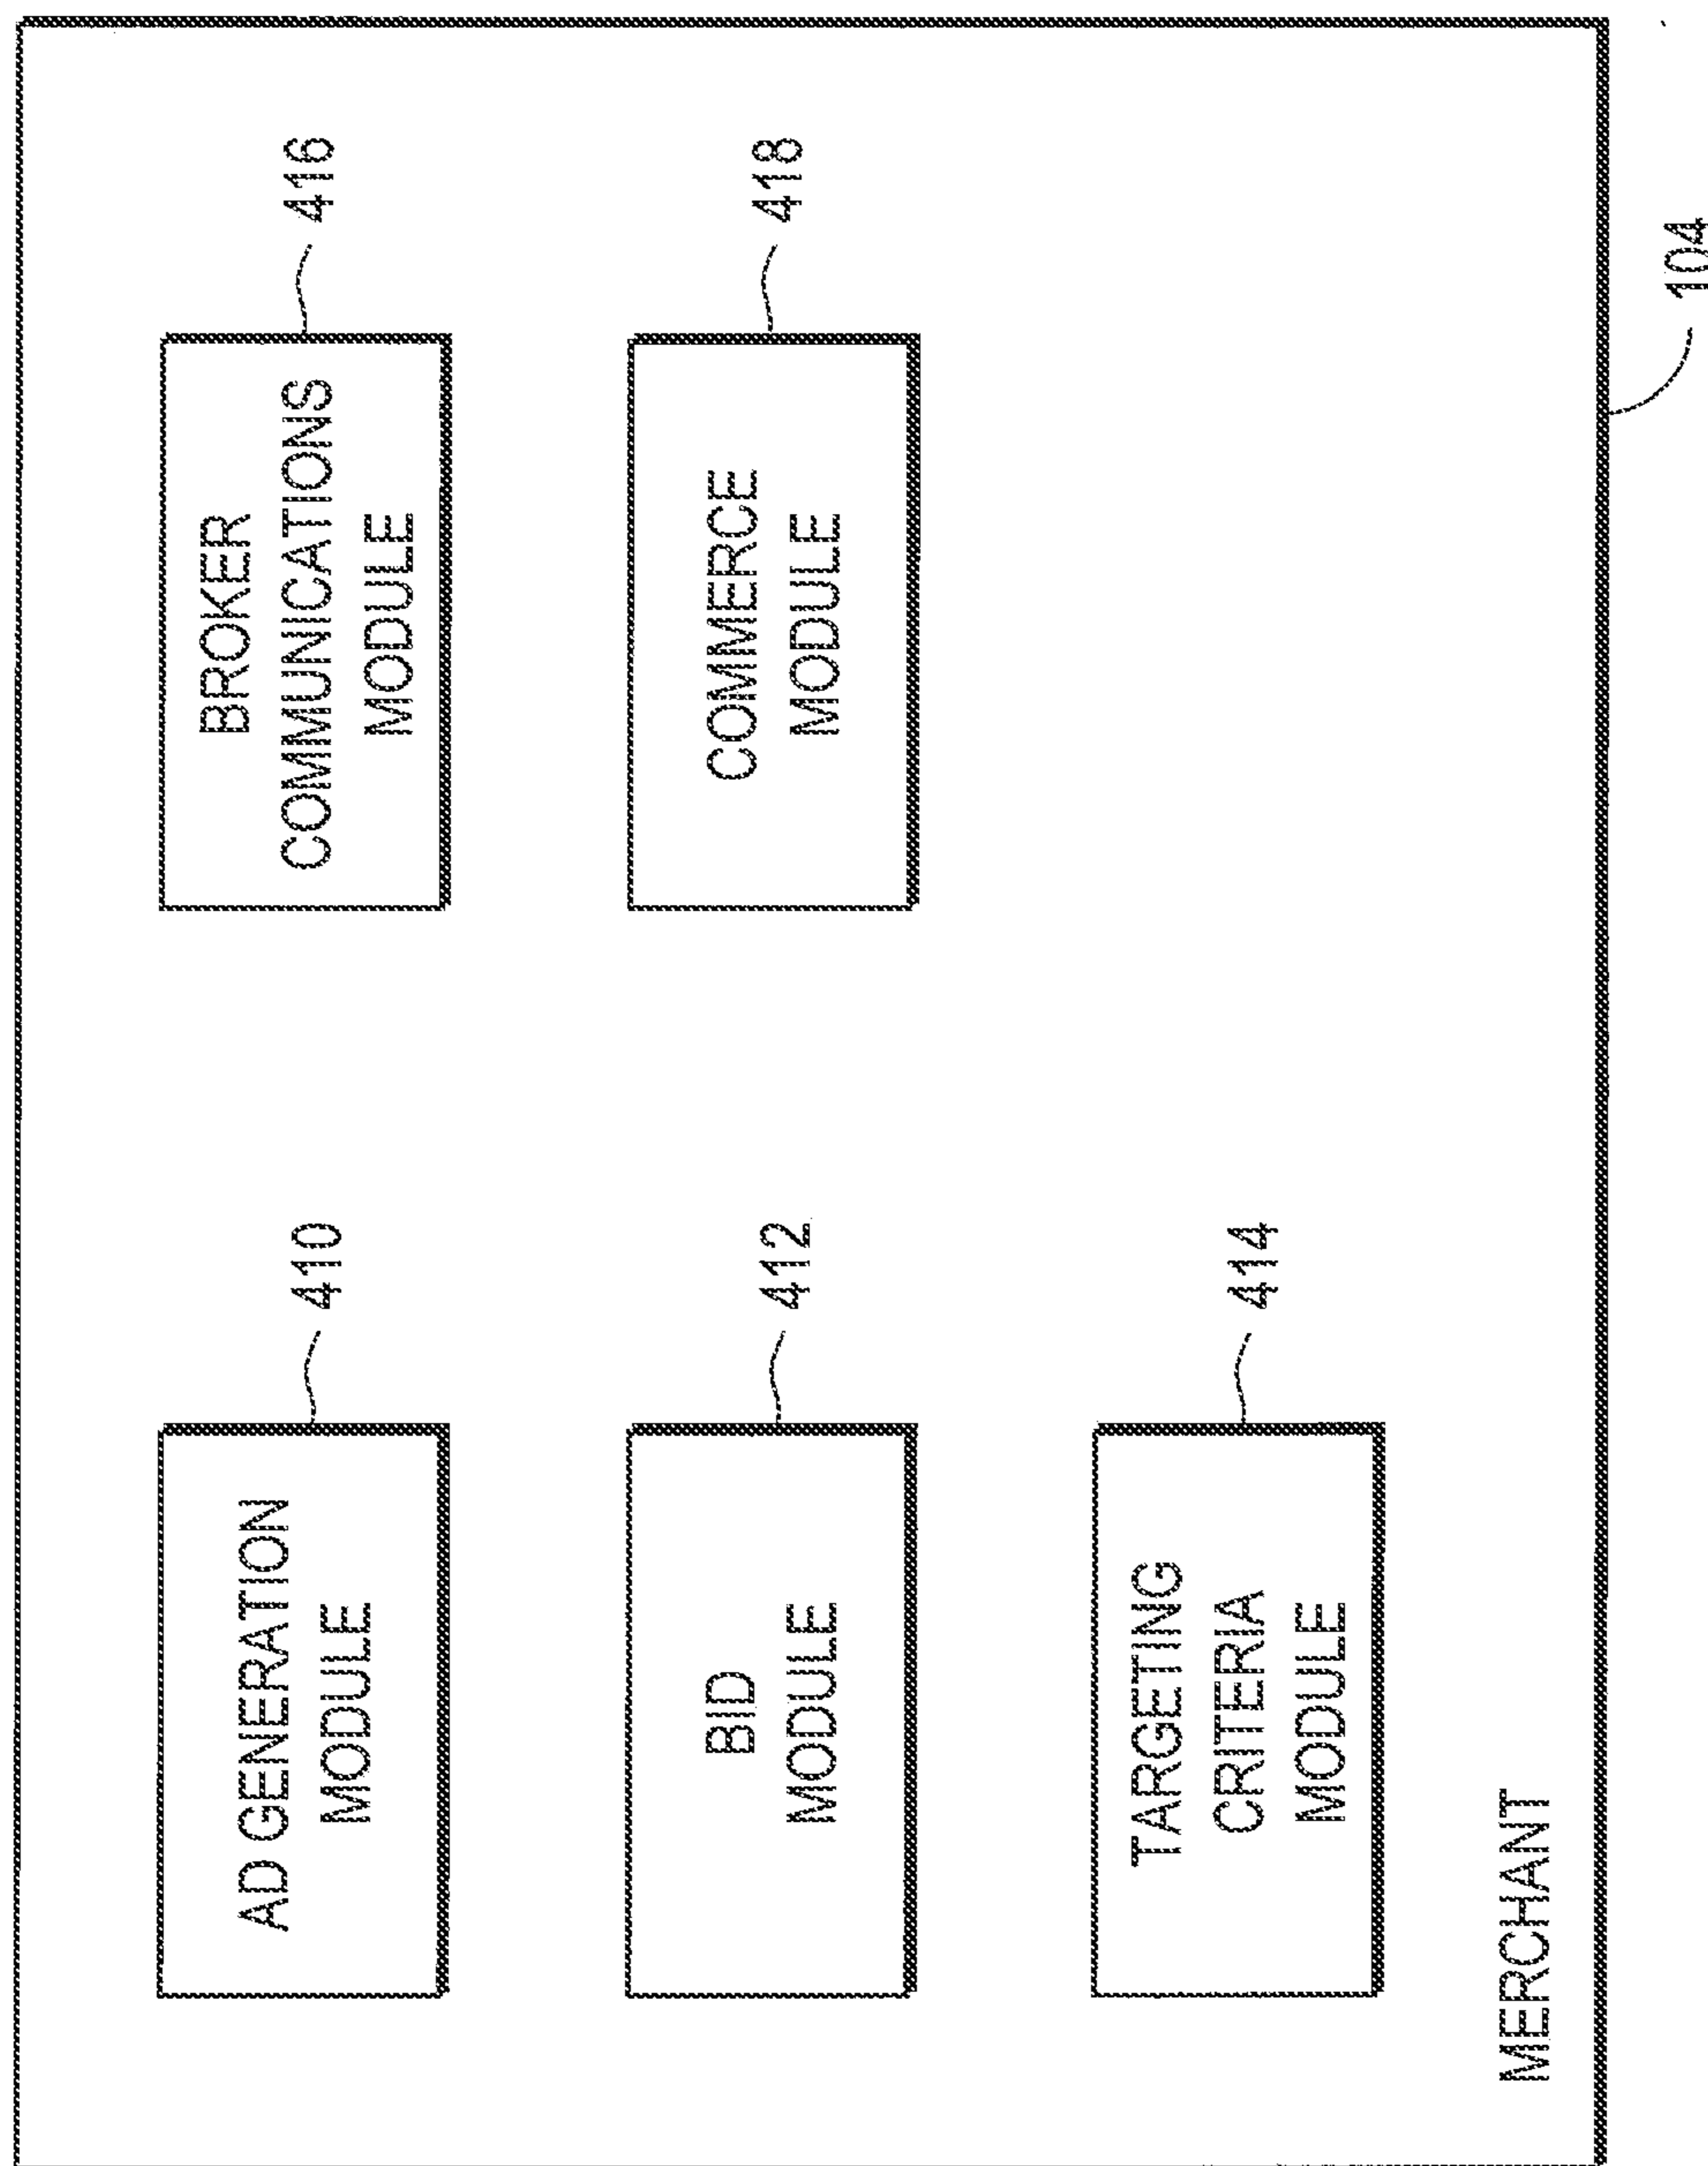 AD GENERATION
MODULE
410
BROKER
COMMUNICATIONS
MODULE
416
BID
MODULE
412
COMMERCE
MODULE
418
TARGETING
CRITERIA
MODULE
414
MERCHANT
104